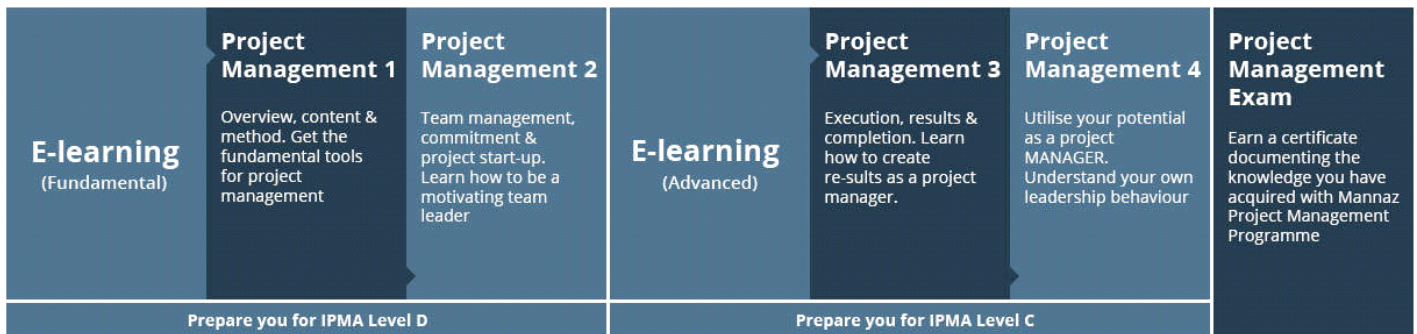 E-learning
(Fundamental)
Project
Management 1
Overview, content &
method. Get the
fundamental tools
for project
management
Project
Management 2
Team management,
commitment &
project start-up.
Learn how to be a
motivating team
leader
Prepare you for IPMA Level D
E-learning
(Advanced)
Project
Management 3
Execution, results &
completion. Learn
how to create
re-sults as a project
manager.
Project
Management 4
Utilise your potential
as a project
MANAGER.
Understand your own
leadership behaviour
Prepare you for IPMA Level C
Project
Management
Exam
Earn a certificate
documenting the
knowledge you have
acquired with Mannaz
Project Management
Programme